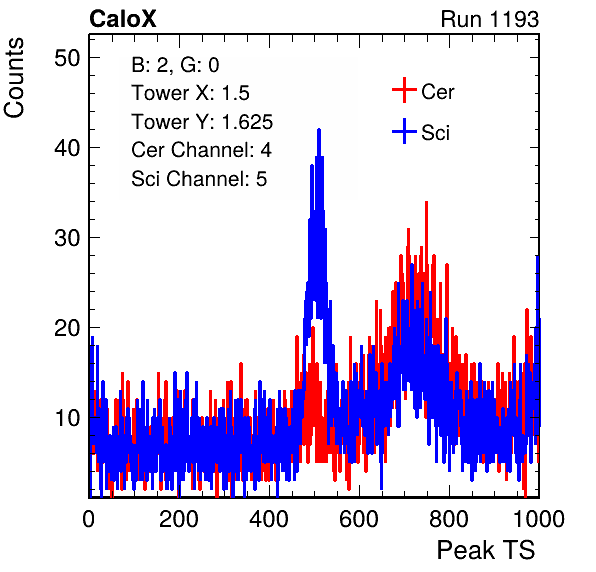 CaloX Run 1193
Counts
50
40
30
20
10
B: 2, G: 0
Tower X: 1.5
Tower Y: 1.625
Cer Channel: 4
Sci Channel: 5
Cer
Sci
0 200 400 600 800 1000
Peak TS